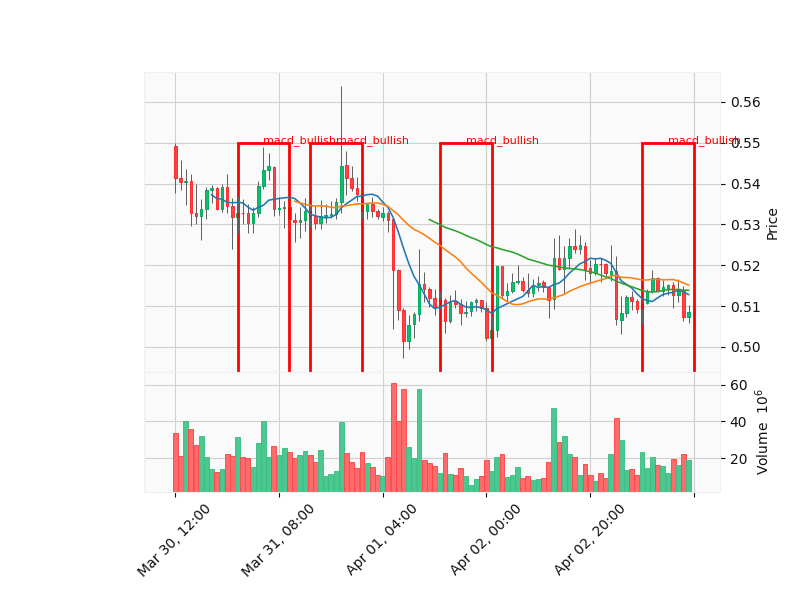 macd_bullish
macd_bullish
macd_bullish
macd_bullish
0.56
0.55
0.54
0.53
0.52
0.51
0.50
Price
60
40
20
Volume 10^6
Mar 30, 12:00
Mar 31, 08:00
Apr 01, 04:00
Apr 02, 00:00
Apr 02, 20:00